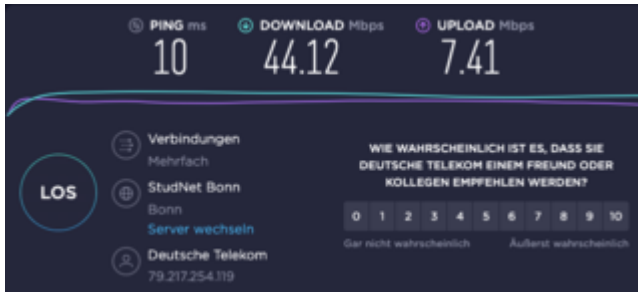 PING ms
DOWNLOAD Mbps
UPLOAD Mbps
10
44.12
7.41
LOS
Verbindungen
Mehrfach
StudNet Bonn
Bonn
Server wechseln
Deutsche Telekom
79.217.254.119
WIE WAHRSCHEINLICH IST ES, DASS SIE
DEUTSCHE TELEKOM EINEM FREUND ODER
KOLLEGEN EMPFEHLEN WERDEN?
0 1 2 3 4 5 6 7 8 9 10
Gar nicht wahrscheinlich
Äußerst wahrscheinlich